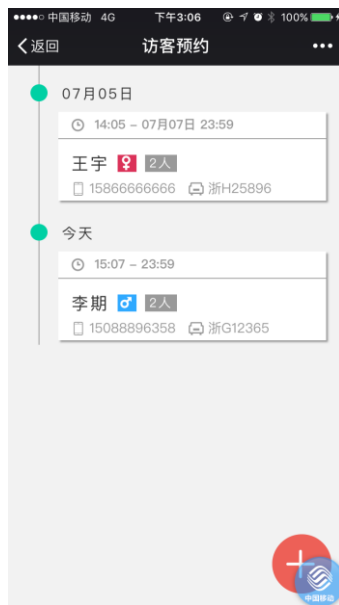 中国移动 4G 下午3:06 100%
返回 访客预约
07月05日
14:05 – 07月07日 23:59
王宇 2人
15866666666 浙H25896
今天
15:07 – 23:59
李期 2人
15088896358 浙G12365
中国移动